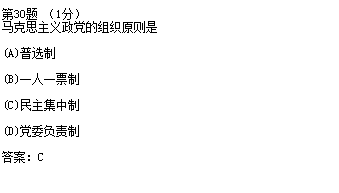 第30题 （1分）
马克思主义政党的组织原则是
(A)普选制
(B)一人一票制
(C)民主集中制
(D)党委负责制
答案：C